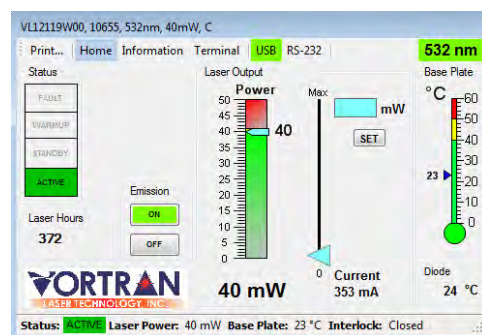 VL12119W00, 10655, 532nm, 40mW, C
Print... Home Information Terminal USB RS-232 532 nm
Status Laser Output Base Plate
FAULT
WARMUP
STANDBY
ACTIVE
Laser Hours
372
Emission
ON
OFF
Power
50
45
40
35
30
25
20
15
10
5
0
40
40 mW
Max
0
mW
SET
Current
353 mA
°C
60
50
40
30
20
10
0
23
Diode
24 °C
VORTRAN
LASER TECHNOLOGY, INC.
Status: ACTIVE Laser Power: 40 mW Base Plate: 23 °C Interlock: Closed